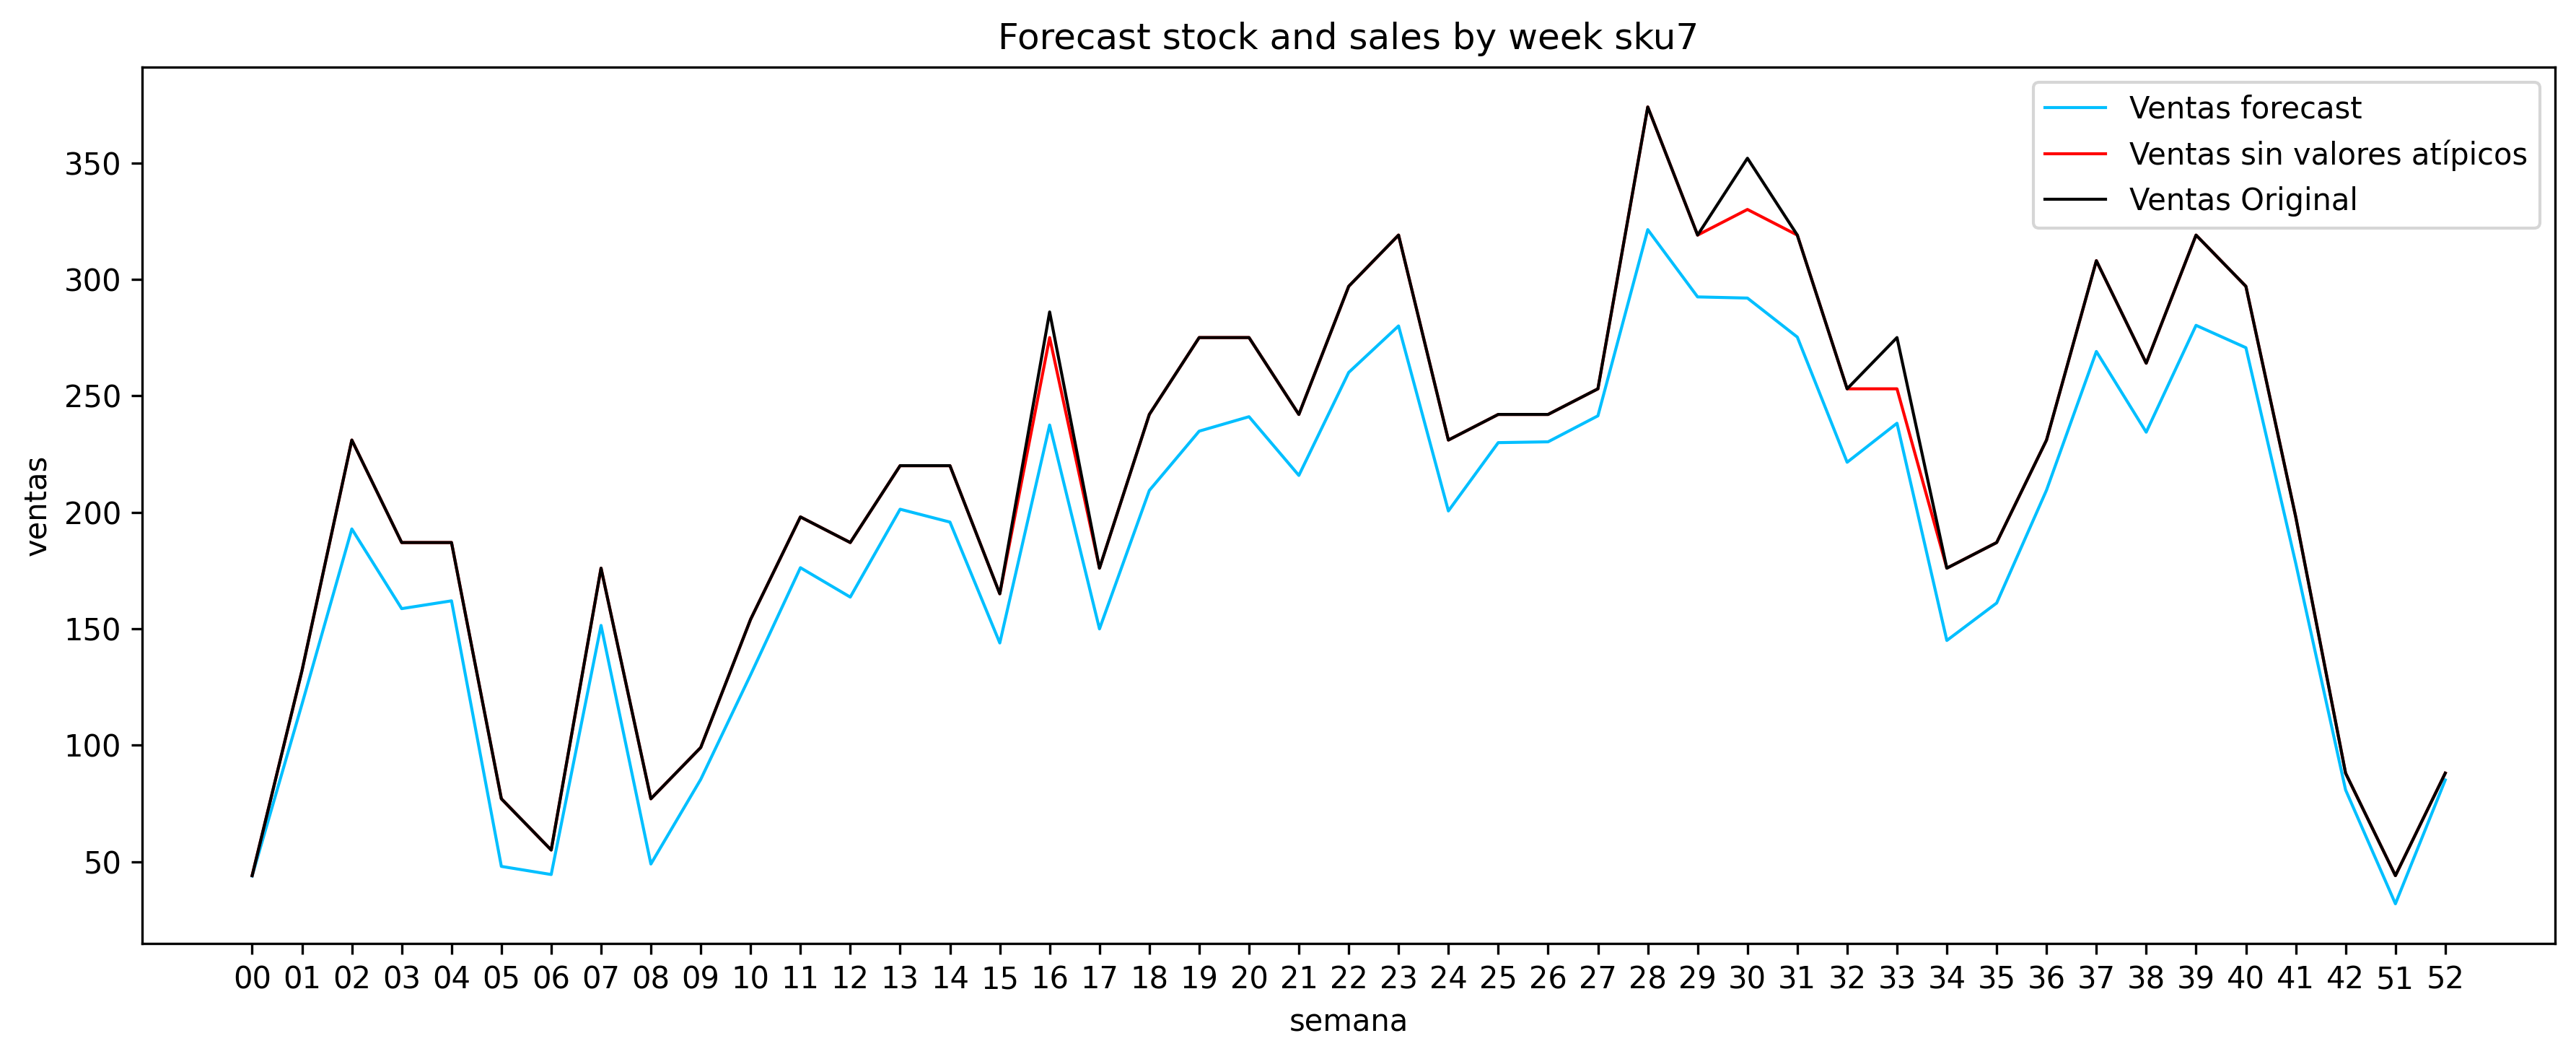 Forecast stock and sales by week sku7
Ventas forecast
Ventas sin valores atípicos
Ventas Original
ventas
350
300
250
200
150
100
50
00 01 02 03 04 05 06 07 08 09 10 11 12 13 14 15 16 17 18 19 20 21 22 23 24 25 26 27 28 29 30 31 32 33 34 35 36 37 38 39 40 41 42 51 52
semana